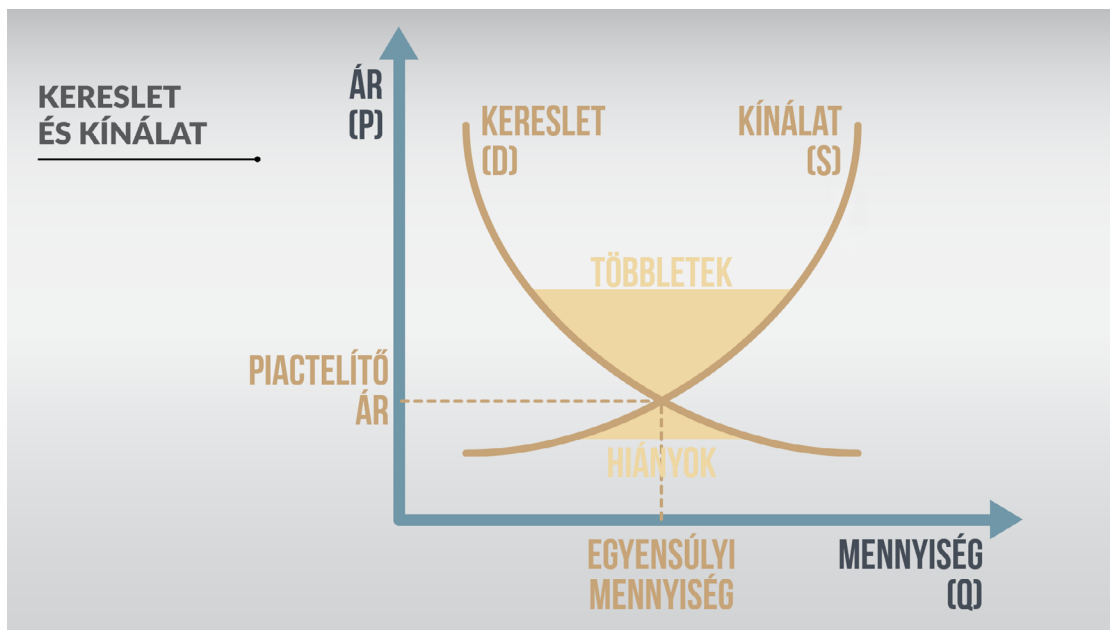 KERESLET
ÉS KÍNÁLAT
ÁR
(P)
KERESLET
(D)
KÍNÁLAT
(S)
TÖBBLETEK
PIACTELÍTŐ
ÁR
HIÁNYOK
EGYENSÚLYI
MENNYISÉG
MENNYISÉG
(Q)